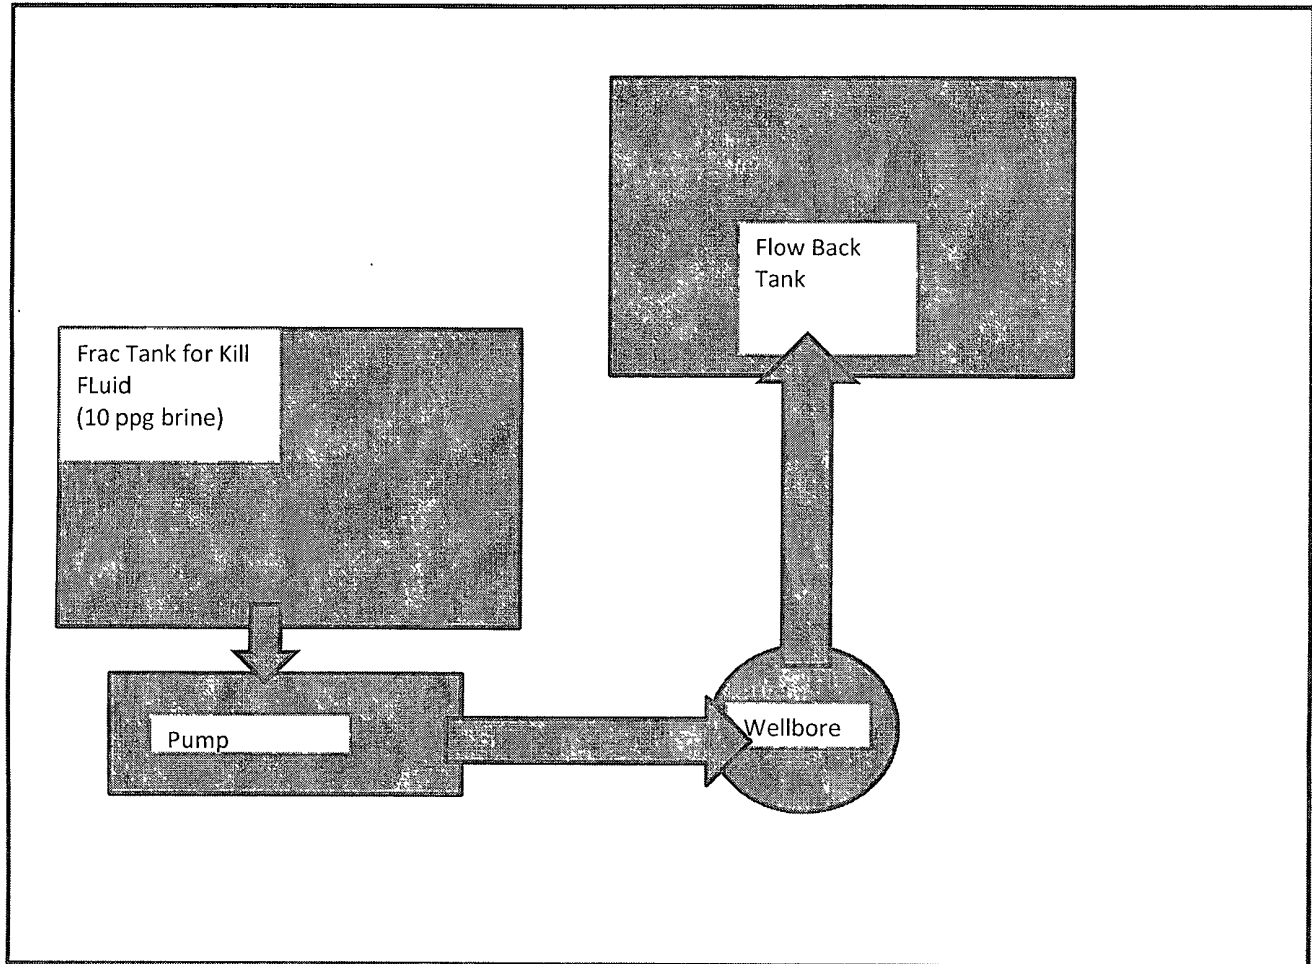 Flow Back
Tank
Frac Tank for Kill
FLuid
(10 ppg brine)
Pump
Wellbore